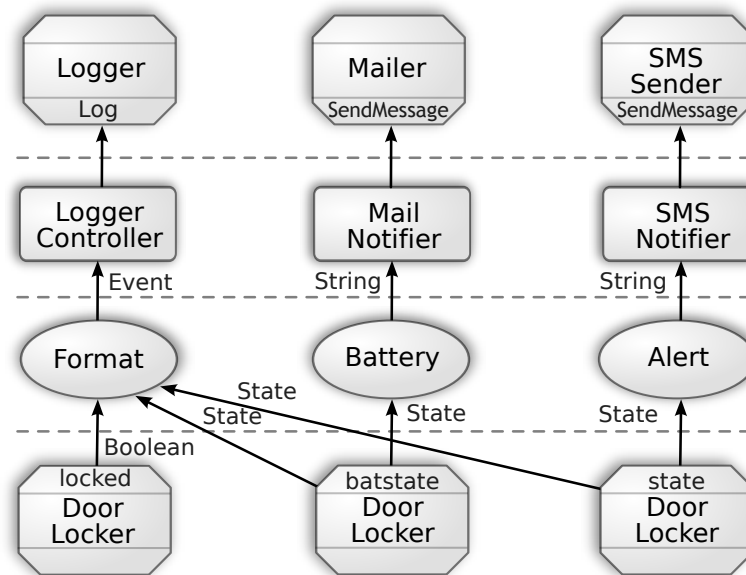 Logger
Log
Mailer
SendMessage
SMS
Sender
SendMessage
Logger
Controller
Mail
Notifier
SMS
Notifier
Event
String
String
Format
Battery
Alert
State
State
State
State
Boolean
locked
Door
Locker
batstate
Door
Locker
state
Door
Locker